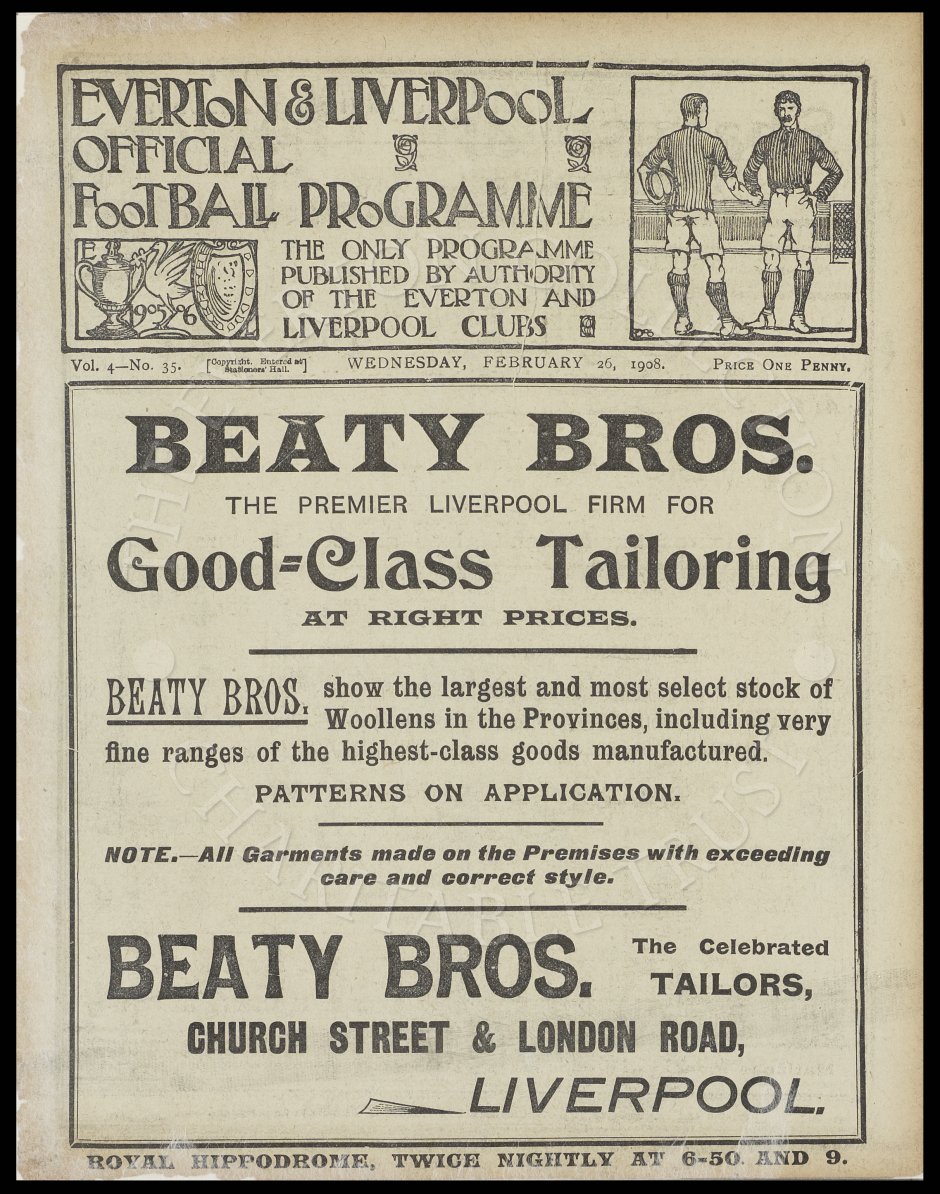 EVERTON & LIVERPOOL
OFFICIAL
FOOTBALL PROGRAMME
THE ONLY PROGRAMME
PUBLISHED BY AUTHORITY
OF THE EVERTON AND
LIVERPOOL CLUBS
1905 6
Vol. 4—No. 35. [Copyright. Entered at Stationers' Hall.] WEDNESDAY, FEBRUARY 26, 1908. PRICE ONE PENNY.
BEATY BROS.
THE PREMIER LIVERPOOL FIRM FOR
Good-Class Tailoring
AT RIGHT PRICES.
BEATY BROS. show the largest and most select stock of
Woollens in the Provinces, including very
fine ranges of the highest-class goods manufactured.
PATTERNS ON APPLICATION.
NOTE.—All Garments made on the Premises with exceeding
care and correct style.
BEATY BROS. The Celebrated
TAILORS,
CHURCH STREET & LONDON ROAD,
LIVERPOOL.
ROYAL HIPPODROME, TWICE NIGHTLY AT 6-50 AND 9.
THE EVERTON COLLECTION
CHARITABLE TRUST